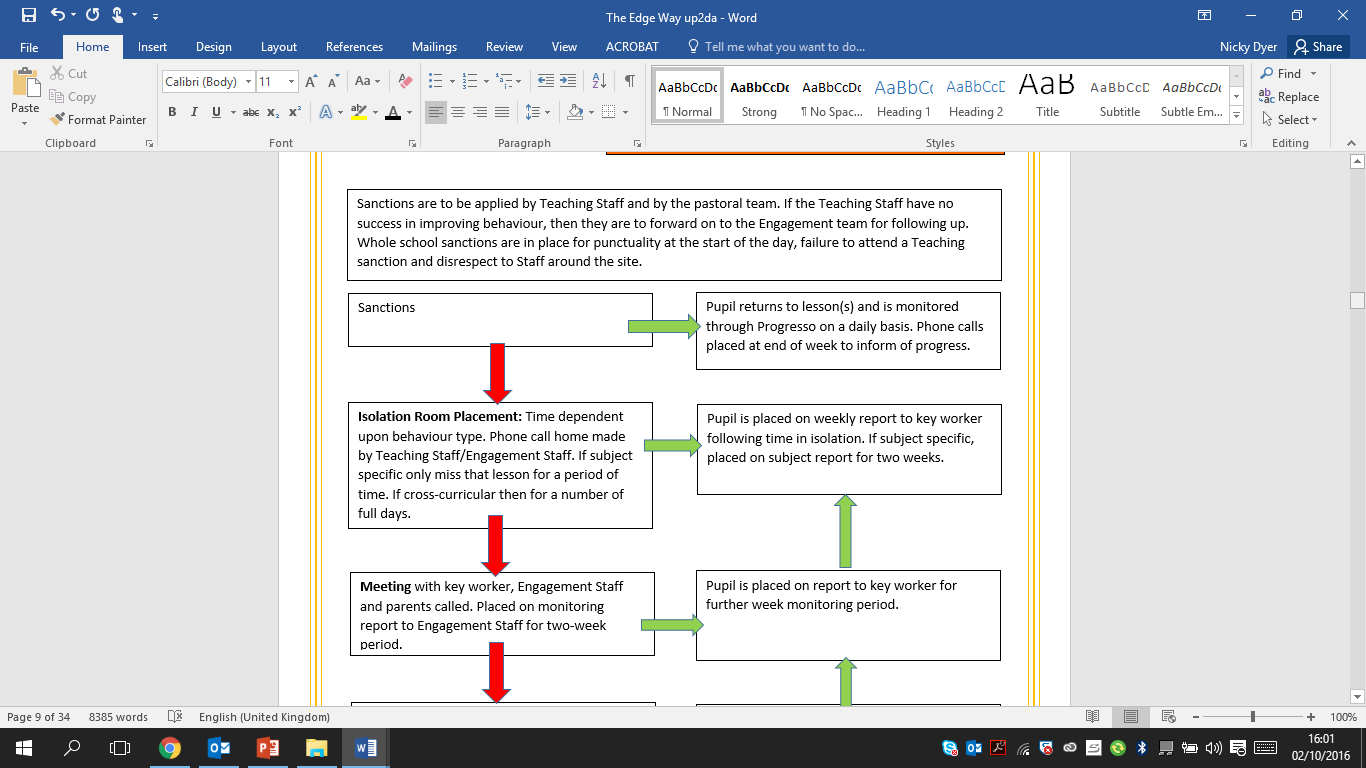 The Edge Way up2da - Word
File Home Insert Design Layout References Mailings Review View ACROBAT Tell me what you want to do... Nicky Dyer Share
Paste
Cut
Copy
Format Painter
Clipboard
Calibri (Body) 11
Font
Paragraph
AaBbCcDc AaBbCcDc AaBbCcDc AaBbCc AaBbCcD AaB AaBbCcD AaBbCcDc
¶ Normal Strong ¶ No Spac... Heading 1 Heading 2 Title Subtitle Subtle Em...
Styles
Find
Replace
Select
Editing
Sanctions are to be applied by Teaching Staff and by the pastoral team. If the Teaching Staff have no
success in improving behaviour, then they are to forward on to the Engagement team for following up.
Whole school sanctions are in place for punctuality at the start of the day, failure to attend a Teaching
sanction and disrespect to Staff around the site.
Sanctions
Pupil returns to lesson(s) and is monitored
through Progresso on a daily basis. Phone calls
placed at end of week to inform of progress.
Isolation Room Placement: Time dependent
upon behaviour type. Phone call home made
by Teaching Staff/Engagement Staff. If subject
specific only miss that lesson for a period of
time. If cross-curricular then for a number of
full days.
Pupil is placed on weekly report to key worker
following time in isolation. If subject specific,
placed on subject report for two weeks.
Meeting with key worker, Engagement Staff
and parents called. Placed on monitoring
report to Engagement Staff for two-week
period.
Pupil is placed on report to key worker for
further week monitoring period.
Page 9 of 34 8385 words English (United Kingdom) 100%
16:01
02/10/2016